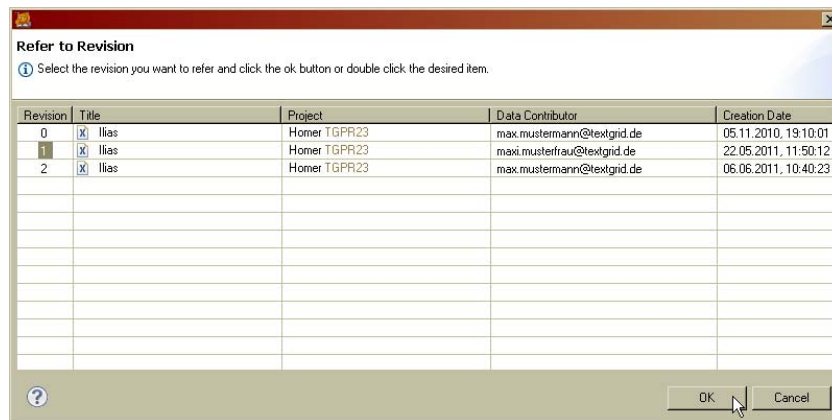 Refer to Revision
Select the revision you want to refer and click the ok button or double click the desired item.
Revision Title Project Data Contributor Creation Date
0 Ilias Homer TGPR23 max.mustermann@textgrid.de 05.11.2010, 19:10:01
1 Ilias Homer TGPR23 maxi.musterfrau@textgrid.de 22.05.2011, 11:50:12
2 Ilias Homer TGPR23 max.mustermann@textgrid.de 06.06.2011, 10:40:23
OK Cancel